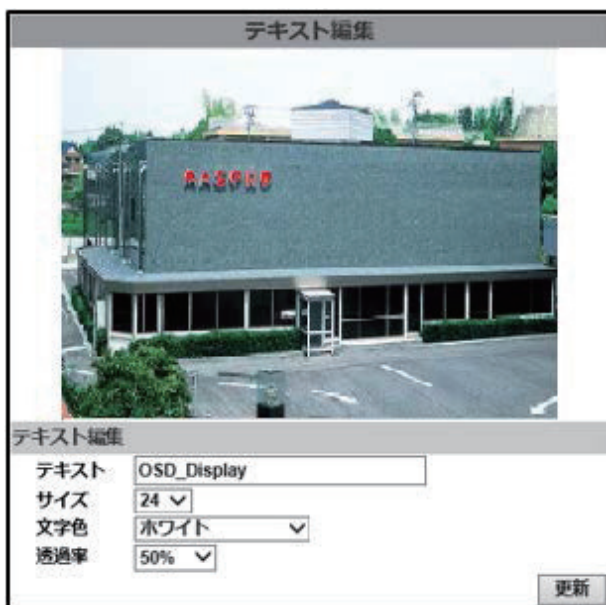 テキスト編集
テキスト編集
テキスト OSD_Display
サイズ 24
文字色 ホワイト
透過率 50%
更新